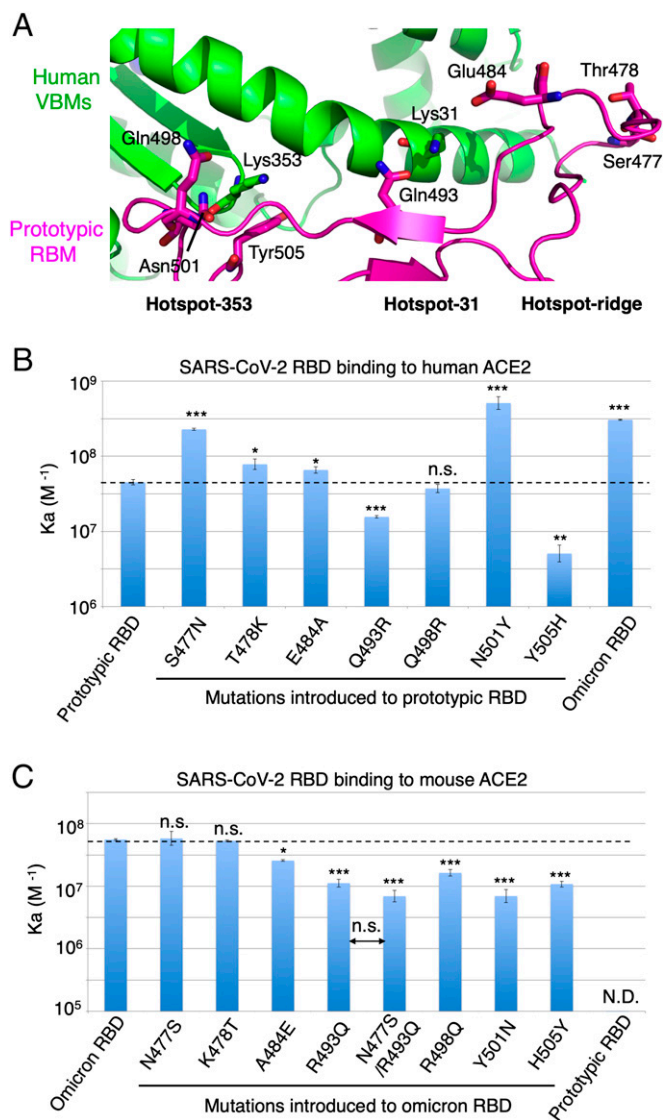 A
Human
VBMs
Glu484
Thr478
Lys31
Gln498
Lys353
Ser477
Gln493
Prototypic
RBM
Asn501
Tyr505
Hotspot-353 Hotspot-31 Hotspot-ridge
B
SARS-CoV-2 RBD binding to human ACE2
Ka (M⁻¹)
10⁹
10⁸
10⁷
10⁶
*** * * *** n.s. *** ** ***
Prototypic RBD S477N T478K E484A Q493R Q498R N501Y Y505H Omicron RBD
Mutations introduced to prototypic RBD
C
SARS-CoV-2 RBD binding to mouse ACE2
Ka (M ⁻¹)
10⁸
10⁷
10⁶
10⁵
n.s. n.s. * *** *** *** *** ***
n.s.
N.D.
Omicron RBD N477S K478T A484E R493Q N477S
/R493Q R498Q Y501N H505Y Prototypic RBD
Mutations introduced to omicron RBD